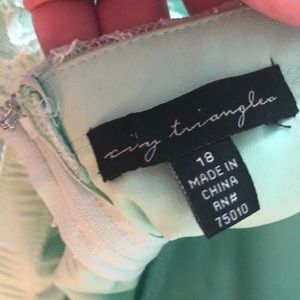 city triangles
18
MADE IN
CHINA
RN#
75010